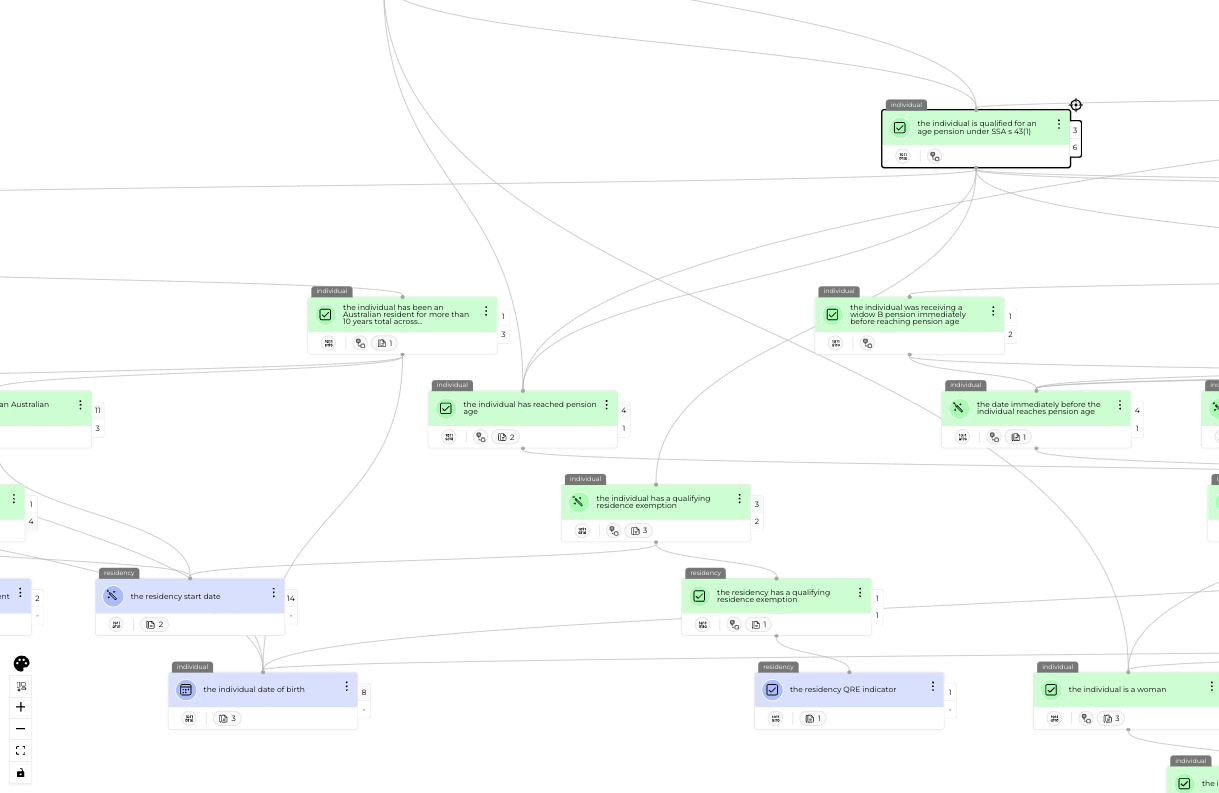 individual
the individual is qualified for an
age pension under SSA s 43(1)
3
6
individual
the individual has been an
Australian resident for more than
10 years total across...
1
3
1
individual
the individual was receiving a
widow B pension immediately
before reaching pension age
1
2
an Australian
11
3
individual
the individual has reached pension
age
4
1
2
individual
the date immediately before the
individual reaches pension age
4
1
1
1
4
individual
the individual has a qualifying
residence exemption
3
2
3
ent
2
-
residency
the residency start date
14
-
2
residency
the residency has a qualifying
residence exemption
1
1
1
individual
the individual date of birth
8
-
3
residency
the residency QRE indicator
1
-
1
individual
the individual is a woman
3
individual
the i